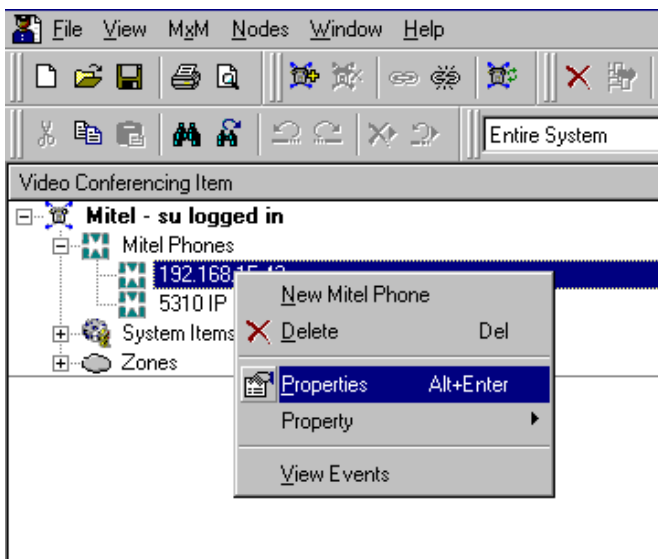 File View MxM Nodes Window Help
Entire System
Video Conferencing Item
Mitel - su logged in
Mitel Phones
192.168.15.43
5310 IP
System Items
Zones
New Mitel Phone
Delete Del
Properties Alt+Enter
Property
View Events